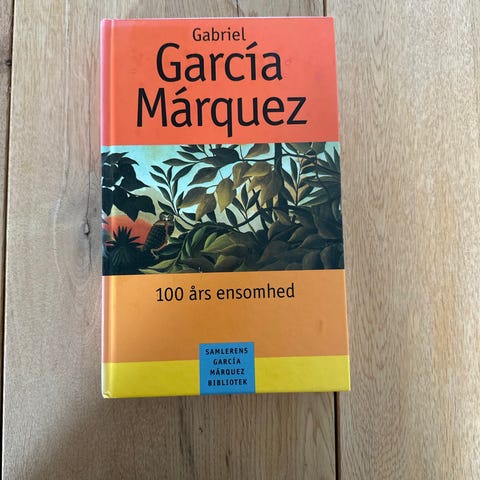 Gabriel
García
Márquez
100 års ensomhed
SAMLERENS
GARCÍA
MÁRQUEZ
BIBLIOTEK